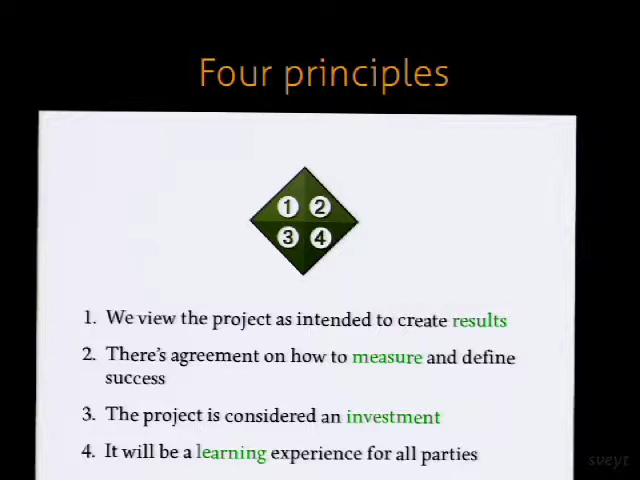 Four principles
1 2
3 4
1. We view the project as intended to create results
2. There's agreement on how to measure and define
success
3. The project is considered an investment
4. It will be a learning experience for all parties
sveyt